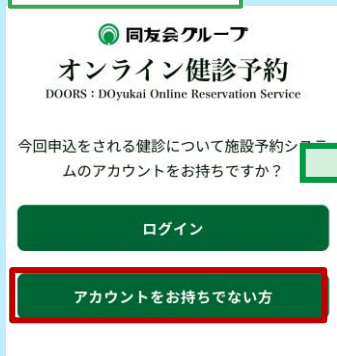 同友会グループ
オンライン健診予約
DOORS：DOyukai Online Reservation Service
今回申込をされる健診について施設予約システ
ムのアカウントをお持ちですか？
ログイン
アカウントをお持ちでない方